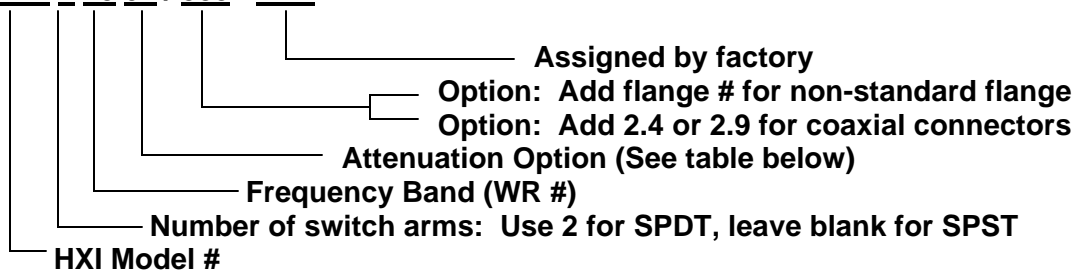 Assigned by factory
Option: Add flange # for non-standard flange
Option: Add 2.4 or 2.9 for coaxial connectors
Attenuation Option (See table below)
Frequency Band (WR #)
Number of switch arms: Use 2 for SPDT, leave blank for SPST
HXI Model #